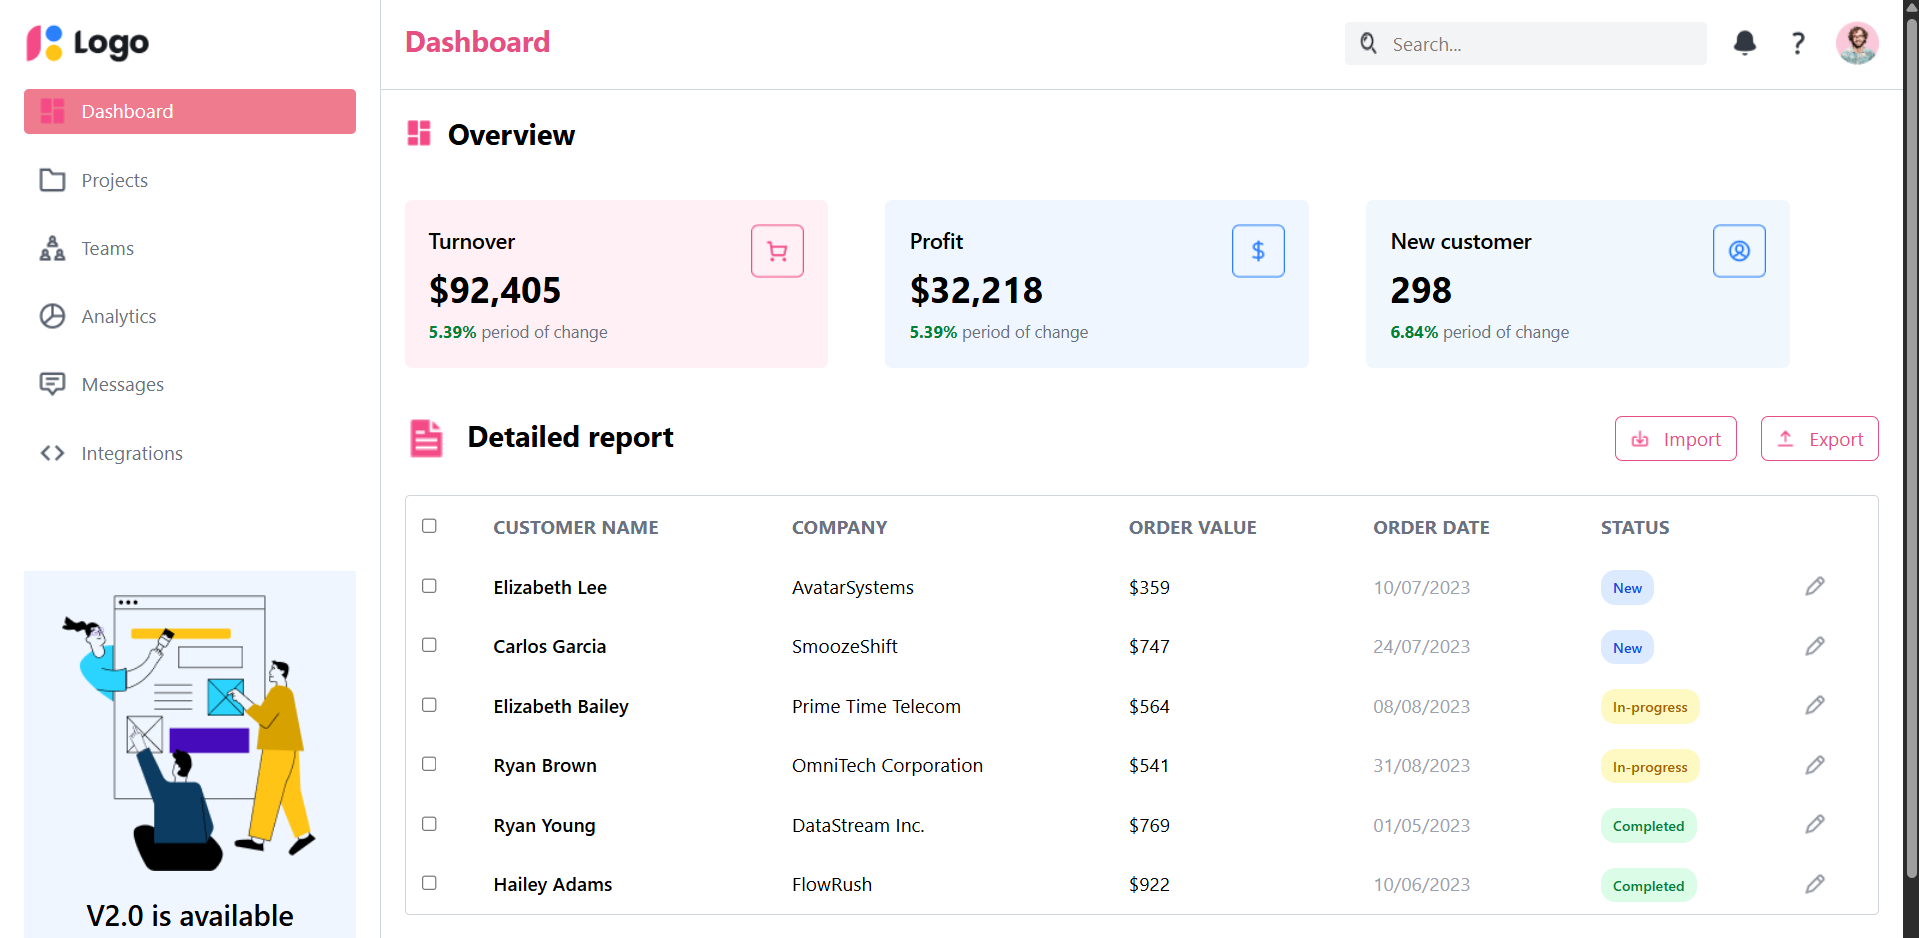 Logo
Dashboard
Projects
Teams
Analytics
Messages
Integrations
V2.0 is available
Dashboard
Search...
?
Overview
Turnover
$92,405
5.39% period of change
Profit
$32,218
5.39% period of change
$
New customer
298
6.84% period of change
Detailed report
Import
Export
CUSTOMER NAME COMPANY ORDER VALUE ORDER DATE STATUS
Elizabeth Lee AvatarSystems $359 10/07/2023 New
Carlos Garcia SmoozeShift $747 24/07/2023 New
Elizabeth Bailey Prime Time Telecom $564 08/08/2023 In-progress
Ryan Brown OmniTech Corporation $541 31/08/2023 In-progress
Ryan Young DataStream Inc. $769 01/05/2023 Completed
Hailey Adams FlowRush $922 10/06/2023 Completed